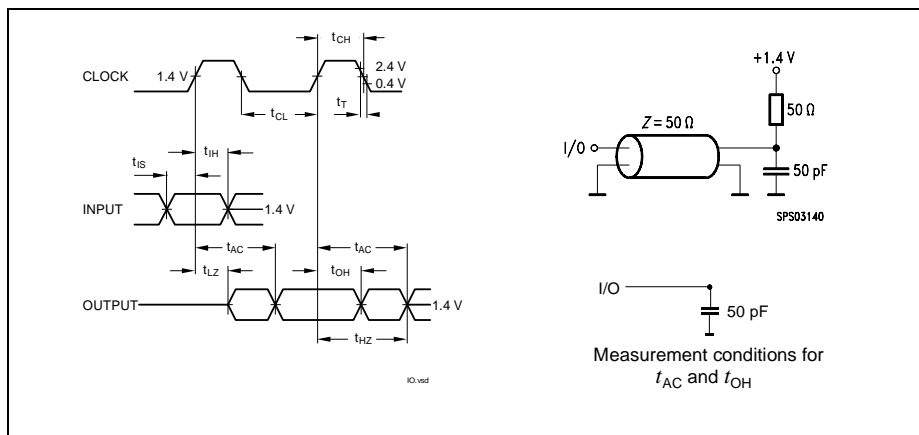 t_CH
2.4 V
0.4 V
CLOCK
1.4 V
t_CL
t_T
t_IS
t_IH
INPUT
1.4 V
t_AC
t_AC
t_LZ
t_OH
OUTPUT
1.4 V
t_HZ
IO.vsd
+1.4 V
50 Ω
Z = 50 Ω
I/O
50 pF
SPS03140
I/O
50 pF
Measurement conditions for
t_AC and t_OH